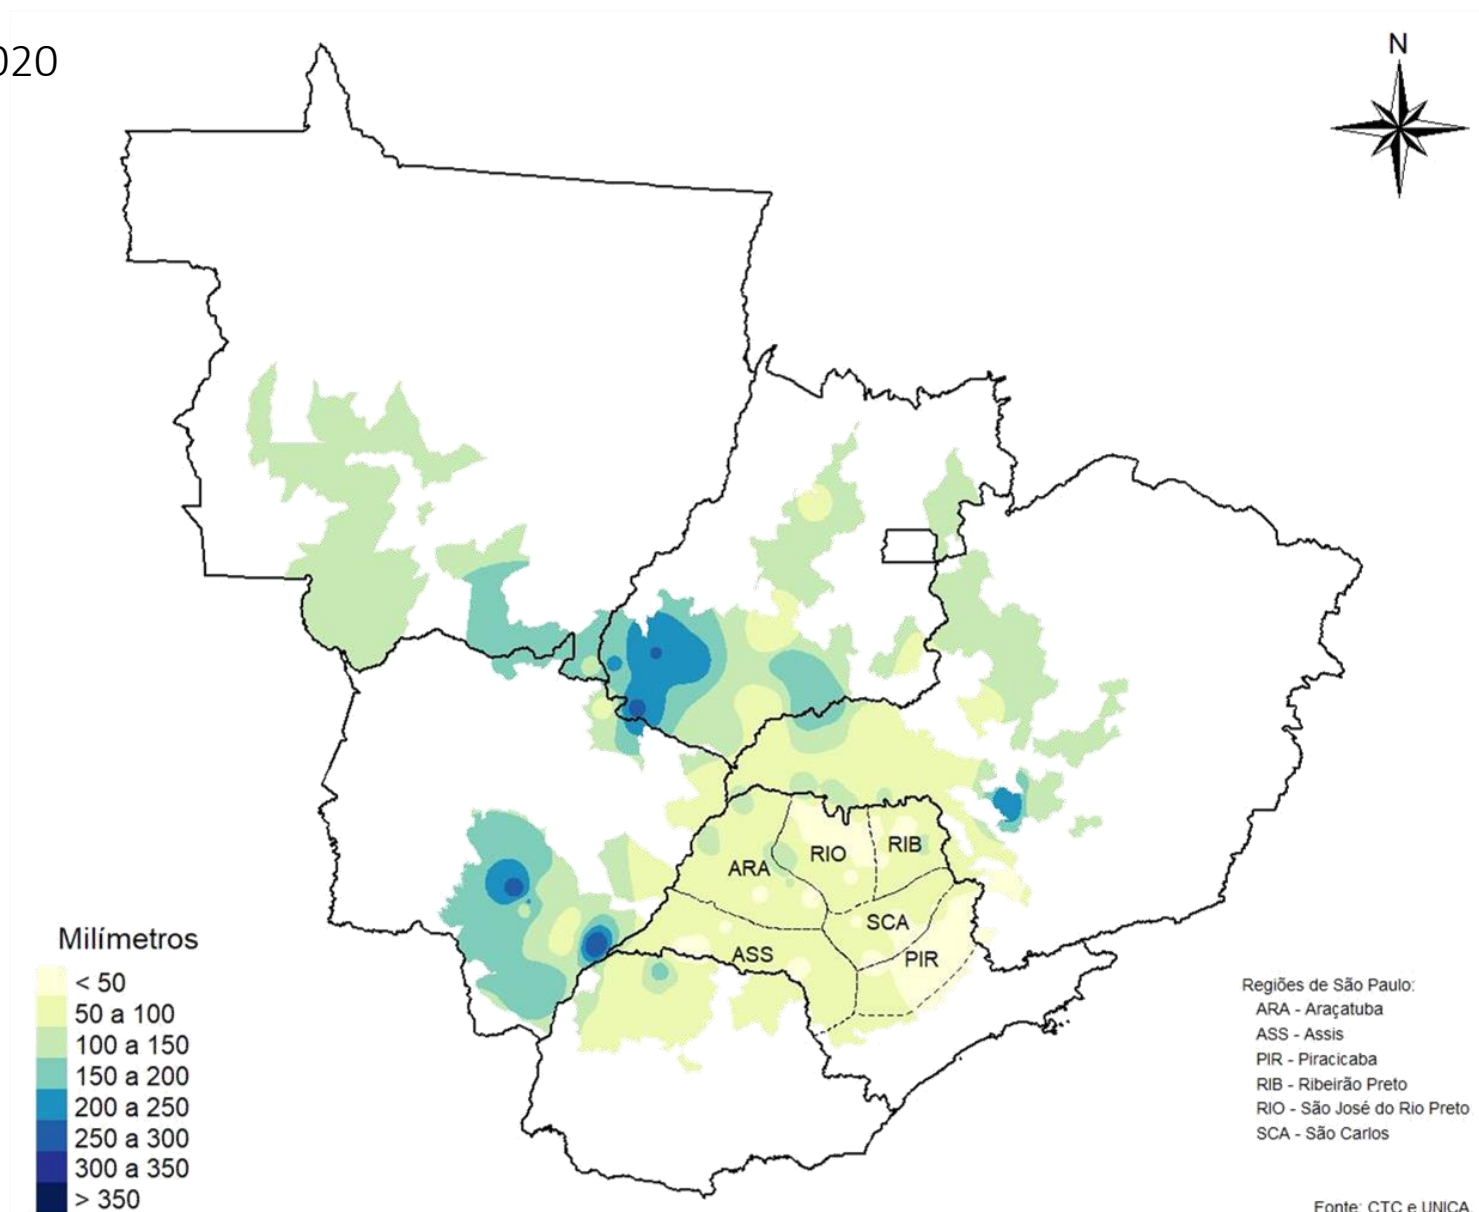 020
N
RIO
RIB
ARA
SCA
ASS
PIR
Milímetros
< 50
50 a 100
100 a 150
150 a 200
200 a 250
250 a 300
300 a 350
> 350
Regiões de São Paulo:
ARA - Araçatuba
ASS - Assis
PIR - Piracicaba
RIB - Ribeirão Preto
RIO - São José do Rio Preto
SCA - São Carlos
Fonte: CTC e UNICA